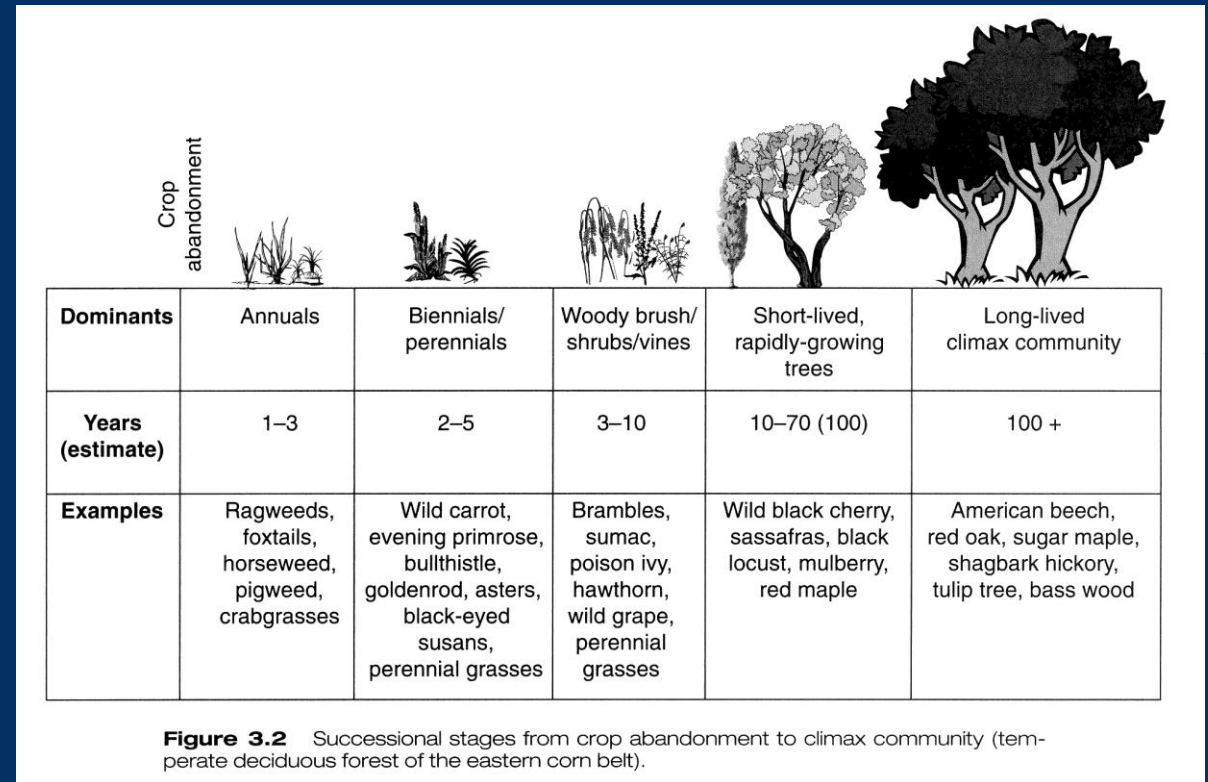 Crop
abandonment
Dominants
Annuals
Biennials/
perennials
Woody brush/
shrubs/vines
Short-lived,
rapidly-growing
trees
Long-lived
climax community
Years
(estimate)
1–3
2–5
3–10
10–70 (100)
100 +
Examples
Ragweeds,
foxtails,
horseweed,
pigweed,
crabgrasses
Wild carrot,
evening primrose,
bullthistle,
goldenrod, asters,
black-eyed
susans,
perennial grasses
Brambles,
sumac,
poison ivy,
hawthorn,
wild grape,
perennial
grasses
Wild black cherry,
sassafras, black
locust, mulberry,
red maple
American beech,
red oak, sugar maple,
shagbark hickory,
tulip tree, bass wood
Figure 3.2 Successional stages from crop abandonment to climax community (tem-
perate deciduous forest of the eastern corn belt).